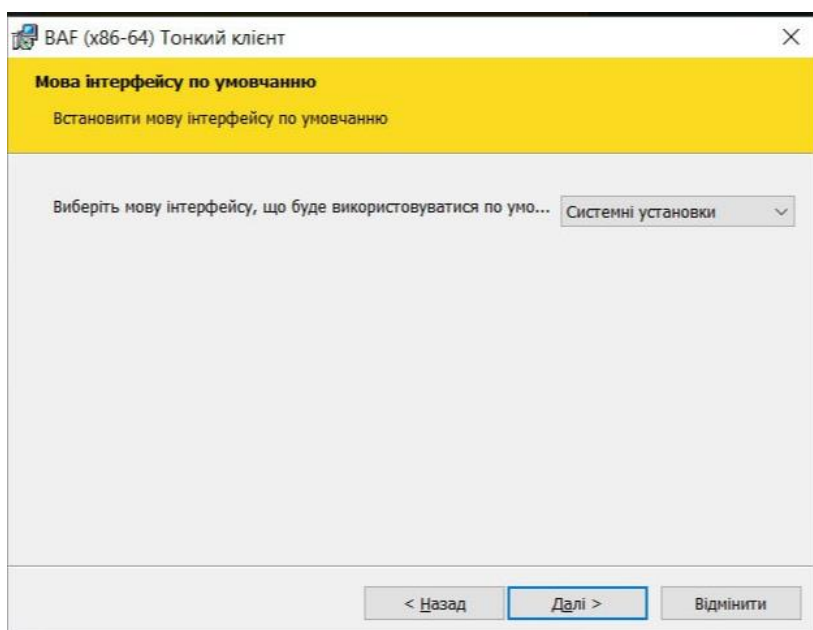 BAF (x86-64) Тонкий клієнт
Мова інтерфейсу по умовчанню
Встановити мову інтерфейсу по умовчанню
Виберіть мову інтерфейсу, що буде використовуватися по умо... Системні установки
< Назад Далі > Відмінити